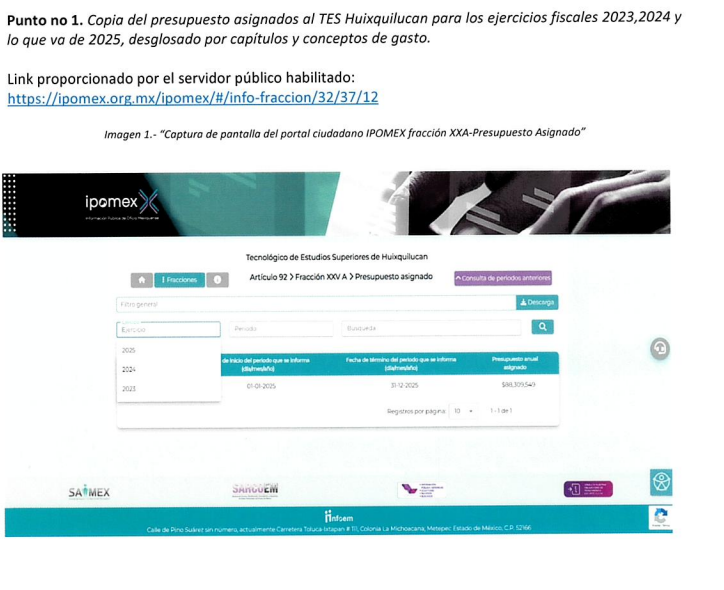 Punto no 1. Copia del presupuesto asignados al TES Huixquilucan para los ejercicios fiscales 2023,2024 y
lo que va de 2025, desglosado por capítulos y conceptos de gasto.
Link proporcionado por el servidor público habilitado:
https://ipomex.org.mx/ipomex/#/info-fraccion/32/37/12
Imagen 1.- “Captura de pantalla del portal ciudadano IPOMEX fracción XXA-Presupuesto Asignado”
ipomex
Información Pública de Oficio Mexiquense
Tecnológico de Estudios Superiores de Huixquilucan
Fracciones
Artículo 92 > Fracción XXV A > Presupuesto asignado
Consulta de periodos anteriores
Filtro general
Descarga
Ejercicio
Periodo
Búsqueda
2025
2024
2023
de inicio del periodo que se informa (día/mes/año)
Fecha de término del periodo que se informa (día/mes/año)
Presupuesto anual asignado
01-01-2025
31-12-2025
$88,309,549
Registros por página
10
1 - 1 de 1
SAIMEX
SARCOEM
infoem
Calle de Pino Suárez sin número, actualmente Carretera Toluca-Ixtapan # 111, Colonia La Michoacana; Metepec Estado de México, C.P. 52166